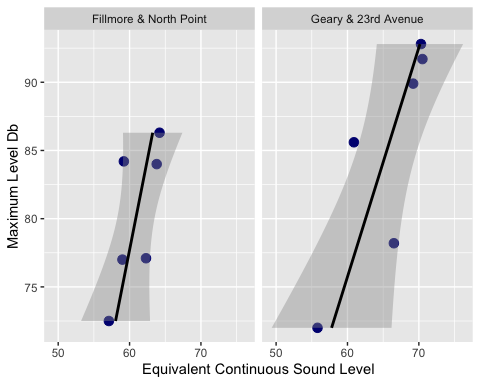 Fillmore & North Point
Geary & 23rd Avenue
Maximum Level Db
90
85
80
75
50
60
70
50
60
70
Equivalent Continuous Sound Level